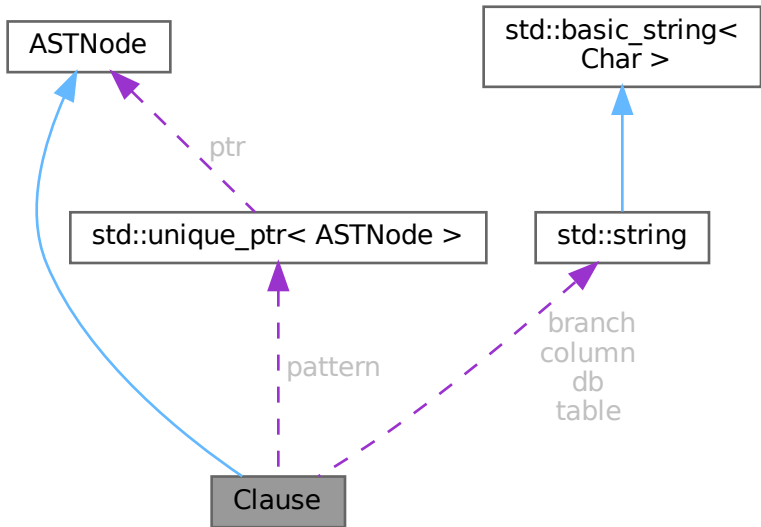 ASTNode
std::basic_string<
Char >
ptr
std::unique_ptr< ASTNode >
std::string
pattern
branch
column
db
table
Clause